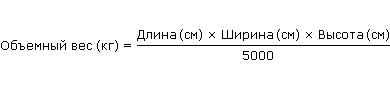 Объемный вес (кг) = Длина (см) × Ширина (см) × Высота (см)
5000